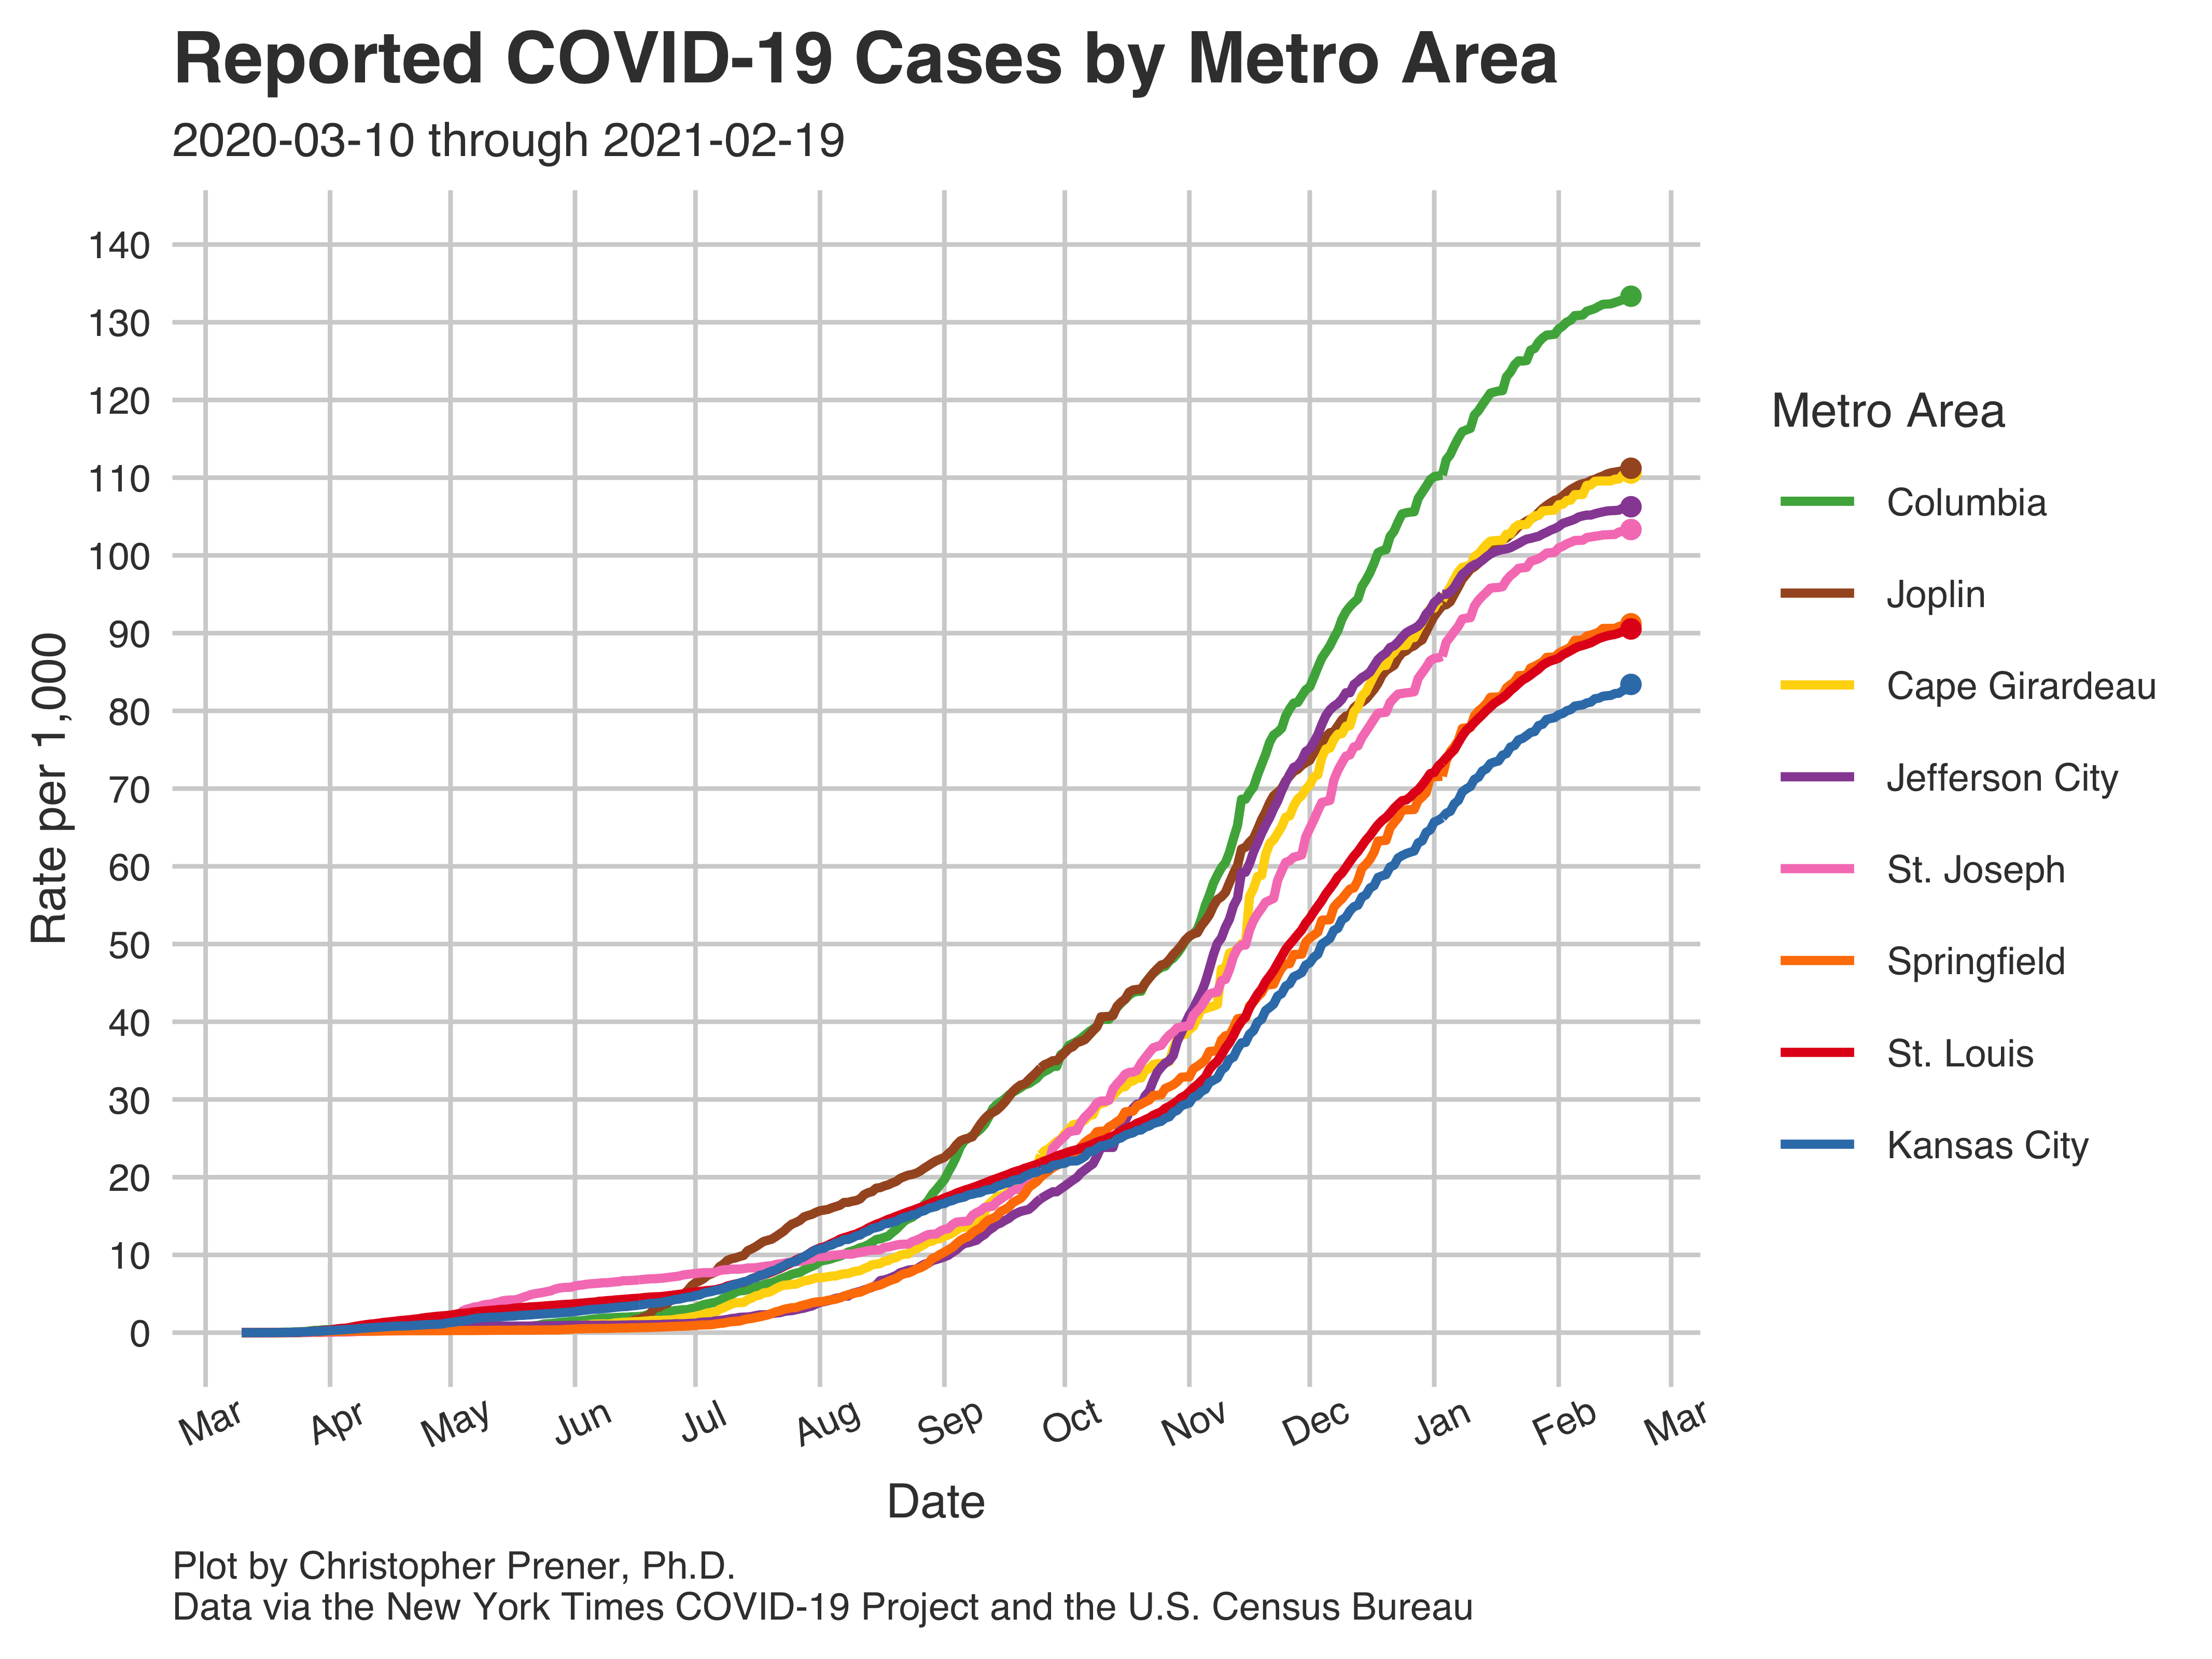 Reported COVID-19 Cases by Metro Area
2020-03-10 through 2021-02-19
140
130
120
110
100
90
80
70
60
50
40
30
20
10
0
Rate per 1,000
Mar
Apr
May
Jun
Jul
Aug
Sep
Oct
Nov
Dec
Jan
Feb
Mar
Date
Metro Area
Columbia
Joplin
Cape Girardeau
Jefferson City
St. Joseph
Springfield
St. Louis
Kansas City
Plot by Christopher Prener, Ph.D.
Data via the New York Times COVID-19 Project and the U.S. Census Bureau